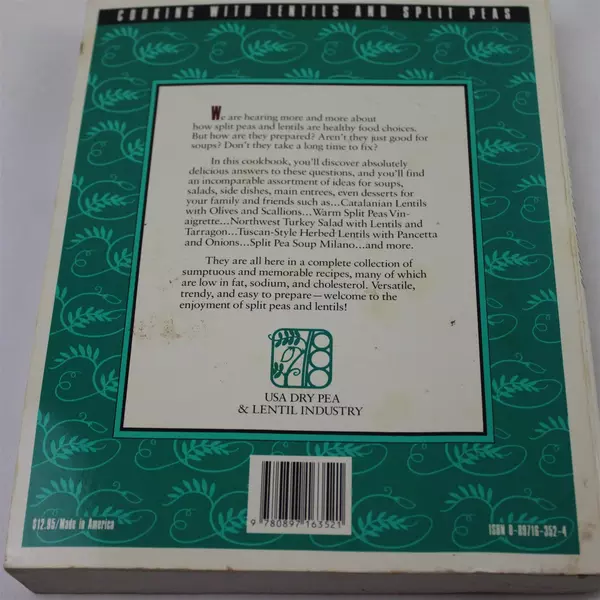 COOKING WITH LENTILS AND SPLIT PEAS
We are hearing more and more about
how split peas and lentils are healthy food choices.
But how are they prepared? Aren't they just good for
soups? Don't they take a long time to fix?
In this cookbook, you'll discover absolutely
delicious answers to these questions, and you'll find
an incomparable assortment of ideas for soups,
salads, side dishes, main entrees, even desserts for
your family and friends such as...Catalanian Lentils
with Olives and Scallions...Warm Split Peas Vin-
aigrette...Northwest Turkey Salad with Lentils and
Tarragon...Tuscan-Style Herbed Lentils with Pancetta
and Onions...Split Pea Soup Milano...and more.
They are all here in a complete collection of
sumptuous and memorable recipes, many of which
are low in fat, sodium, and cholesterol. Versatile,
trendy, and easy to prepare—welcome to the
enjoyment of split peas and lentils!
USA DRY PEA
& LENTIL INDUSTRY
$12.95/Made in America
9 780897 163521
ISBN 0-89716-352-4